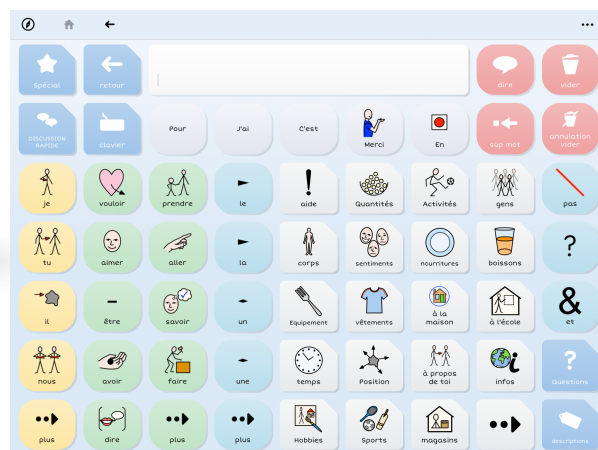 Spécial
retour
dire
vider
DISCUSSION
RAPIDE
clavier
Pour
J'ai
C'est
Merci
En
sup mot
annulation
vider
je
vouloir
prendre
le
aide
Quantités
Activités
gens
pas
tu
aimer
aller
la
corps
sentiments
nourritures
boissons
?
il
être
savoir
un
Equipement
vêtements
à la
maison
à l'école
&
et
nous
avoir
faire
une
temps
Position
à propos
de toi
infos
?
Questions
plus
dire
plus
plus
Hobbies
Sports
magasins
descriptions